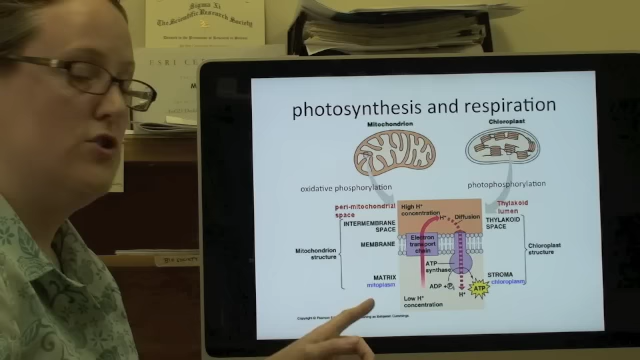 Sigma Xi
The Scientific Research Society
photosynthesis and respiration
Mitochondrion
Chloroplast
oxidative phosphorylation
photophosphorylation
peri-mitochondrial
space
High H+
concentration
H+
Diffusion
Thylakoid
lumen
INTERMEMBRANE
SPACE
THYLAKOID
SPACE
Mitochondrion
structure
MEMBRANE
Electron
transport
chain
Chloroplast
structure
ATP
synthase
MATRIX
mitoplasm
ADP + P
H+
ATP
STROMA
chloroplasm
Low H+
concentration